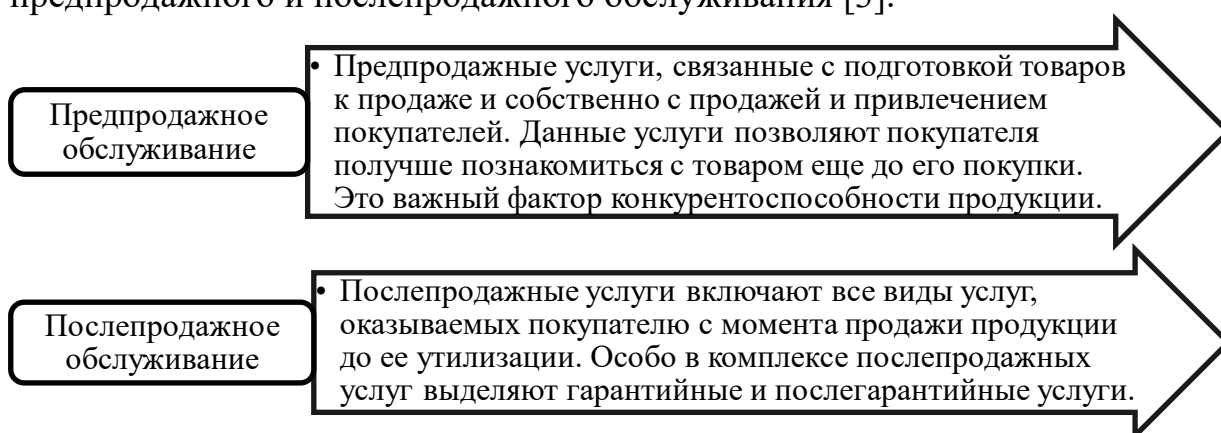 предпродажного и послепродажного обслуживания [3].
Предпродажное
обслуживание
• Предпродажные услуги, связанные с подготовкой товаров
к продаже и собственно с продажей и привлечением
покупателей. Данные услуги позволяют покупателя
получше познакомиться с товаром еще до его покупки.
Это важный фактор конкурентоспособности продукции.
Послепродажное
обслуживание
• Послепродажные услуги включают все виды услуг,
оказываемых покупателю с момента продажи продукции
до ее утилизации. Особо в комплексе послепродажных
услуг выделяют гарантийные и послегарантийные услуги.